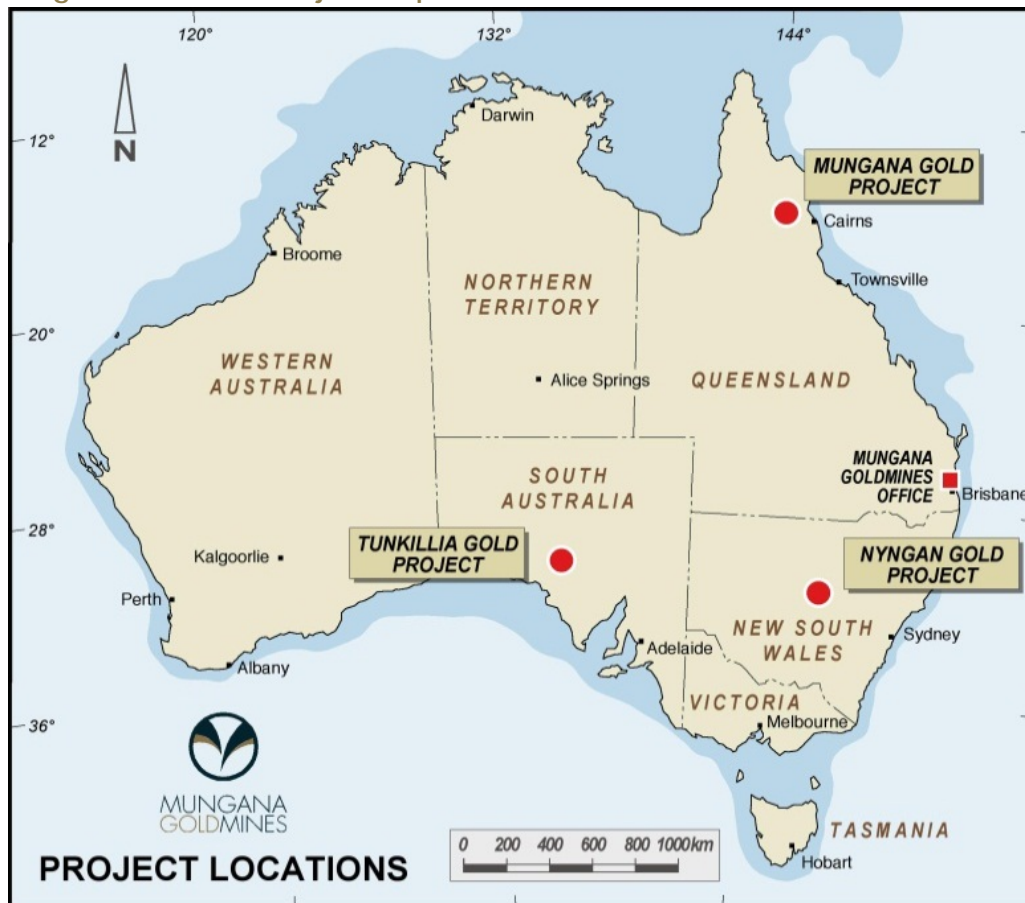 120°
132°
144°
N
12°
20°
28°
36°
Darwin
MUNGANA GOLD
PROJECT
Cairns
Broome
Townsville
NORTHERN
TERRITORY
WESTERN
AUSTRALIA
Alice Springs
QUEENSLAND
MUNGANA
GOLDMINES
OFFICE
Brisbane
SOUTH
AUSTRALIA
TUNKILLIA GOLD
PROJECT
Kalgoorlie
NYNGAN GOLD
PROJECT
Perth
NEW SOUTH
WALES
Sydney
Adelaide
Albany
VICTORIA
Melbourne
MUNGANA
GOLDMINES
TASMANIA
Hobart
0 200 400 600 800 1000km
PROJECT LOCATIONS